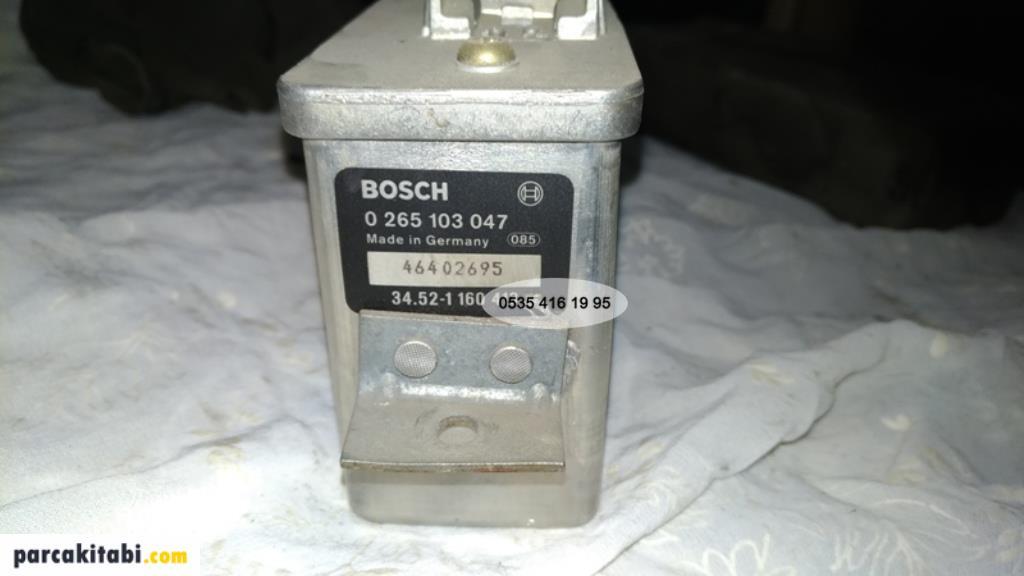 BOSCH
0 265 103 047
Made in Germany 085
46402695
34.52-1 160
0535 416 19 95
parcakitabi.com